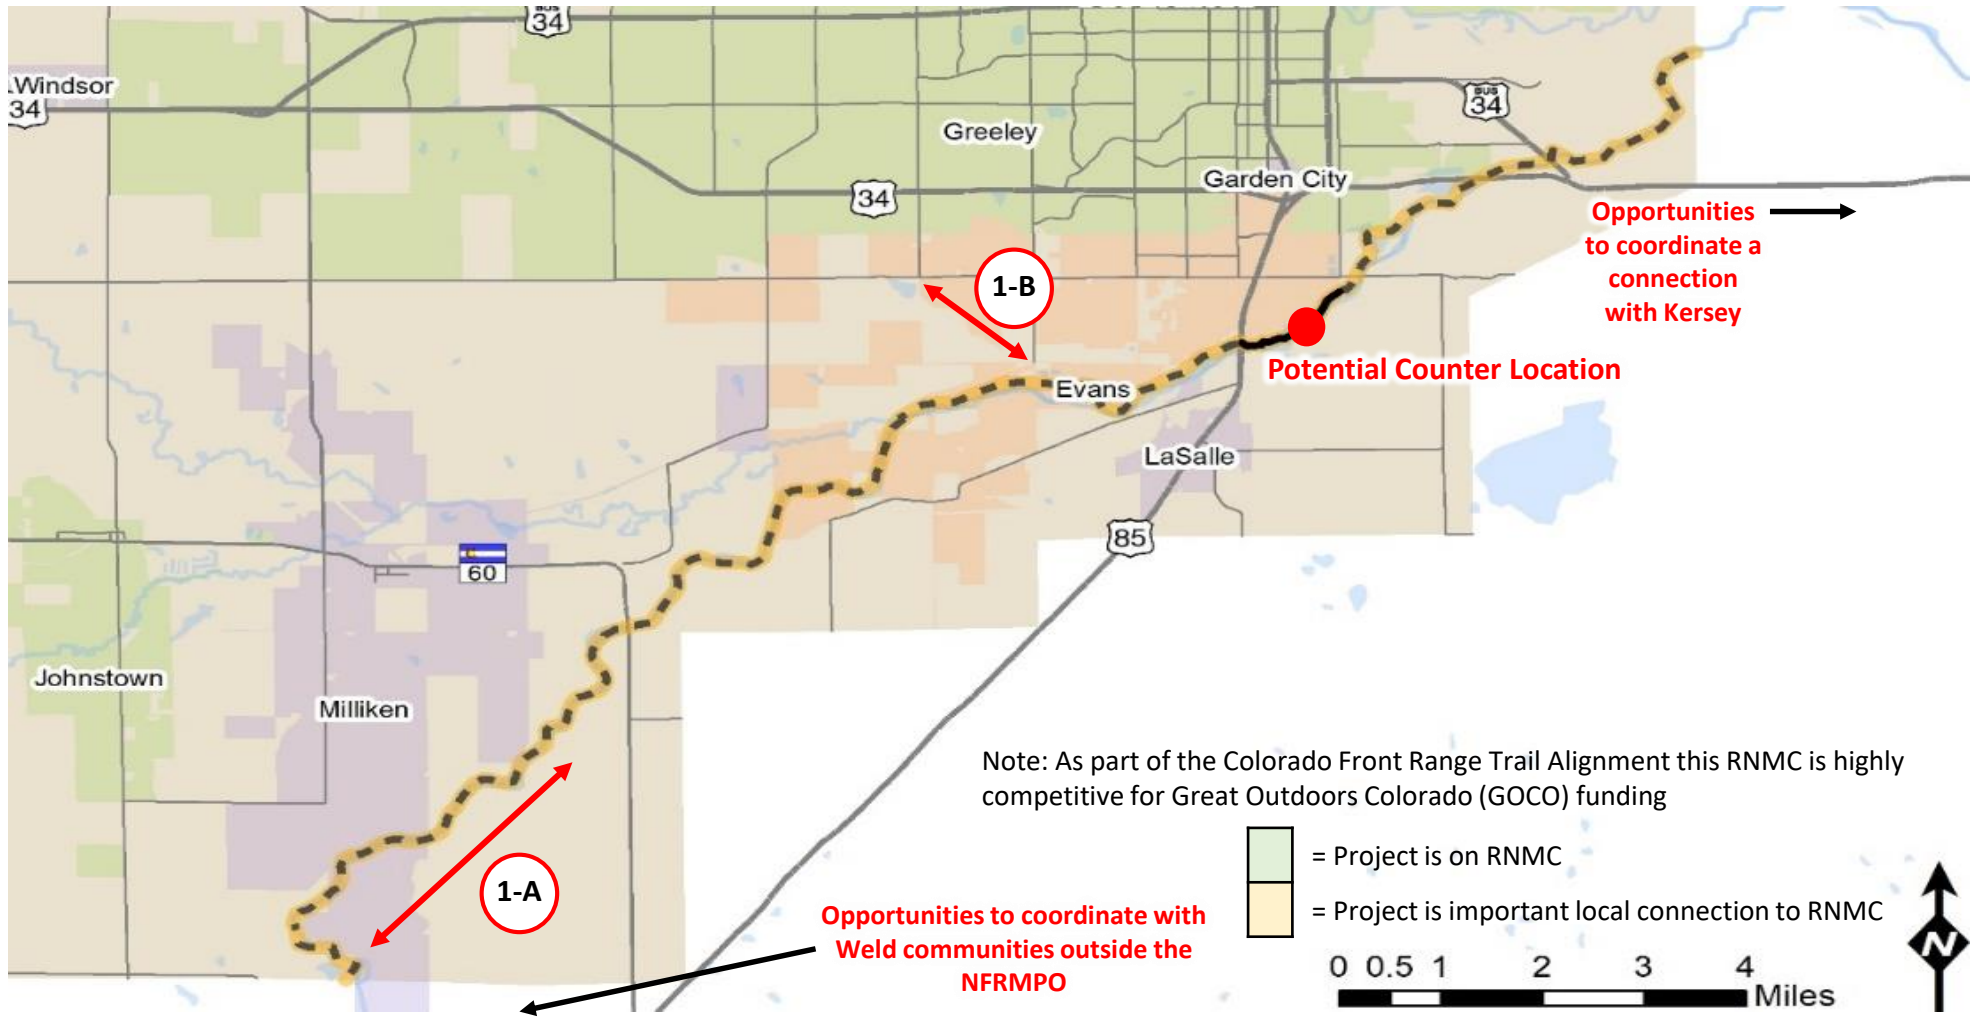 BUS
34
Windsor
34
BUS
34
Greeley
Garden City
34
Opportunities
to coordinate a
connection
with Kersey
1-B
Potential Counter Location
Evans
LaSalle
85
60
Johnstown
Milliken
Note: As part of the Colorado Front Range Trail Alignment this RNMC is highly
competitive for Great Outdoors Colorado (GOCO) funding
= Project is on RNMC
1-A
= Project is important local connection to RNMC
Opportunities to coordinate with
Weld communities outside the
NFRMPO
N
0 0.5 1 2 3 4
Miles